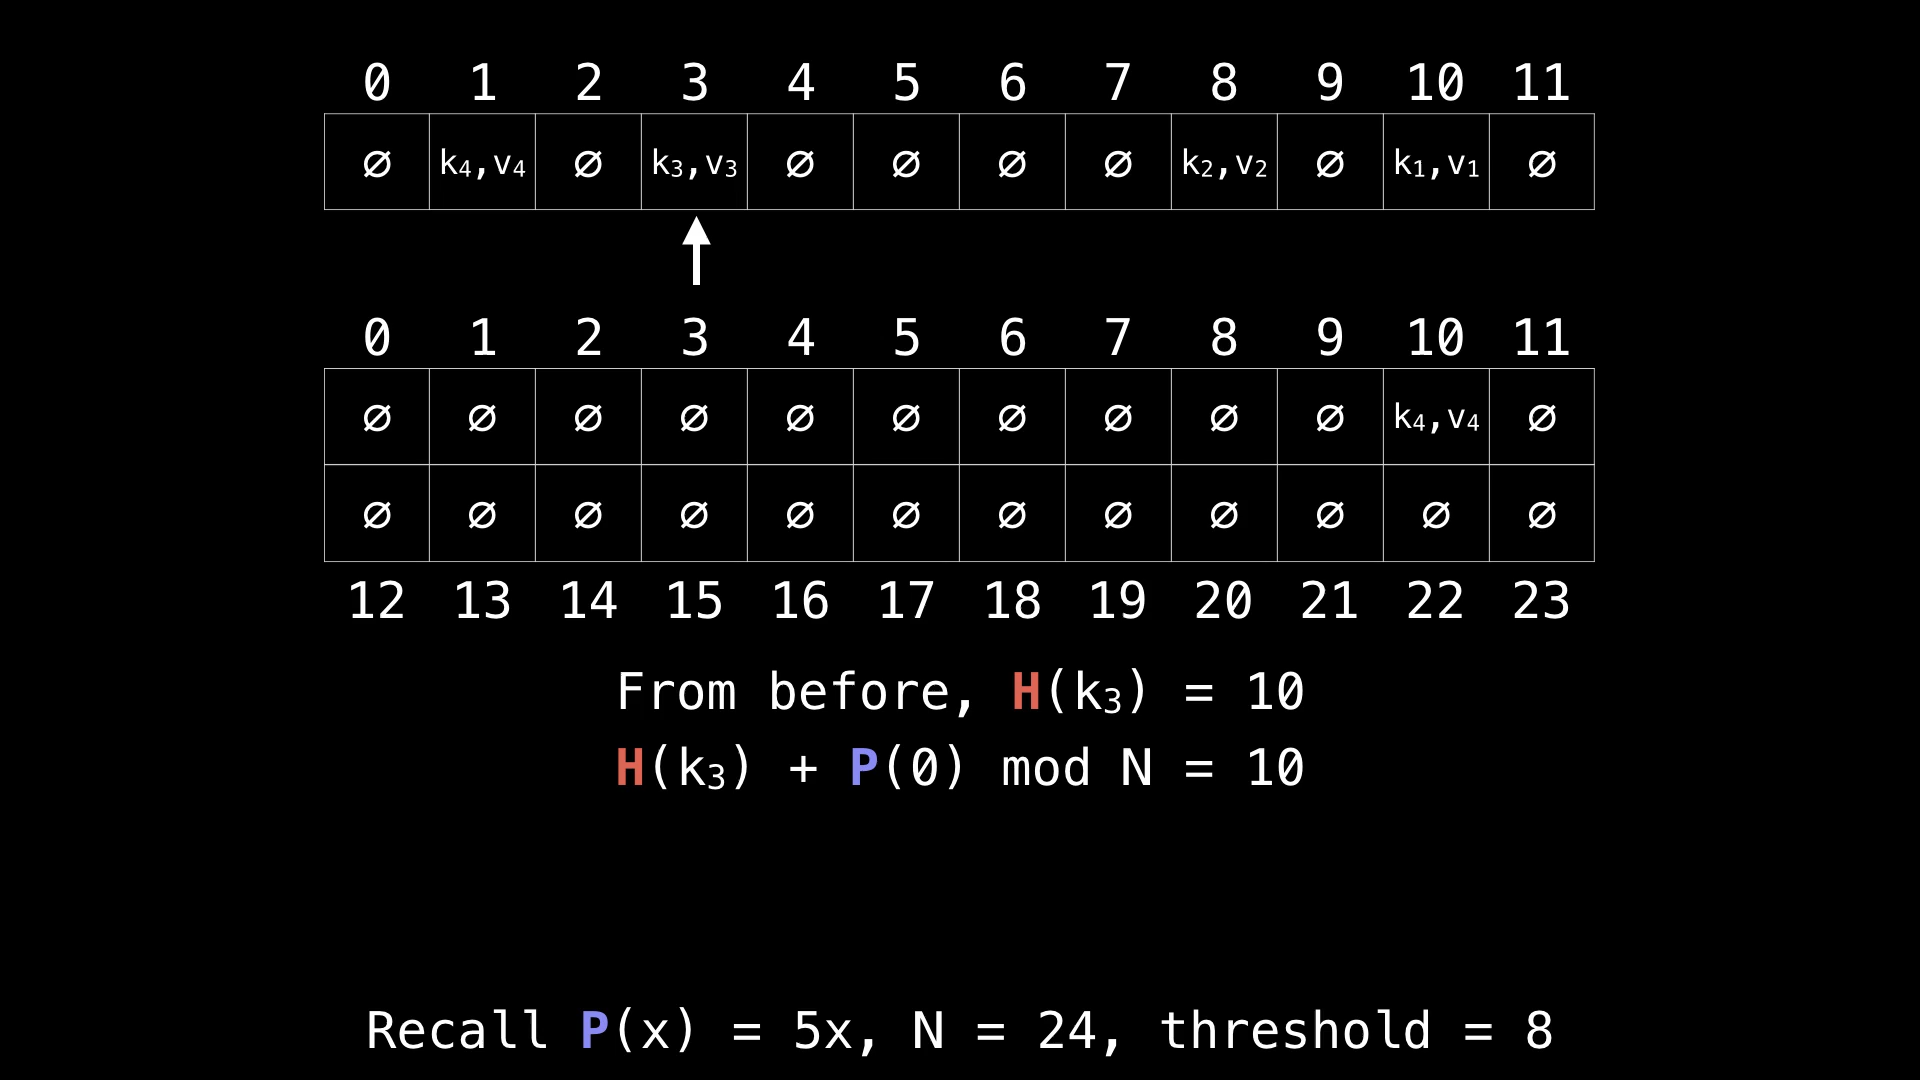 0 1 2 3 4 5 6 7 8 9 10 11
∅ k₄,v₄ ∅ k₃,v₃ ∅ ∅ ∅ ∅ k₂,v₂ ∅ k₁,v₁ ∅
0 1 2 3 4 5 6 7 8 9 10 11
∅ ∅ ∅ ∅ ∅ ∅ ∅ ∅ ∅ ∅ k₄,v₄ ∅
∅ ∅ ∅ ∅ ∅ ∅ ∅ ∅ ∅ ∅ ∅ ∅
12 13 14 15 16 17 18 19 20 21 22 23
From before, H(k₃) = 10
H(k₃) + P(0) mod N = 10
Recall P(x) = 5x, N = 24, threshold = 8